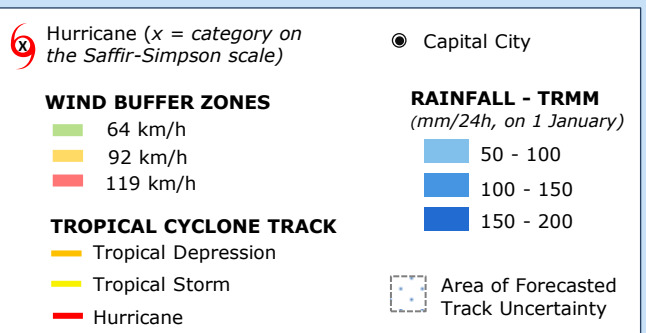 Hurricane (x = category on
the Saffir-Simpson scale)
x
Capital City
WIND BUFFER ZONES
64 km/h
92 km/h
119 km/h
TROPICAL CYCLONE TRACK
Tropical Depression
Tropical Storm
Hurricane
RAINFALL - TRMM
(mm/24h, on 1 January)
50 - 100
100 - 150
150 - 200
Area of Forecasted
Track Uncertainty